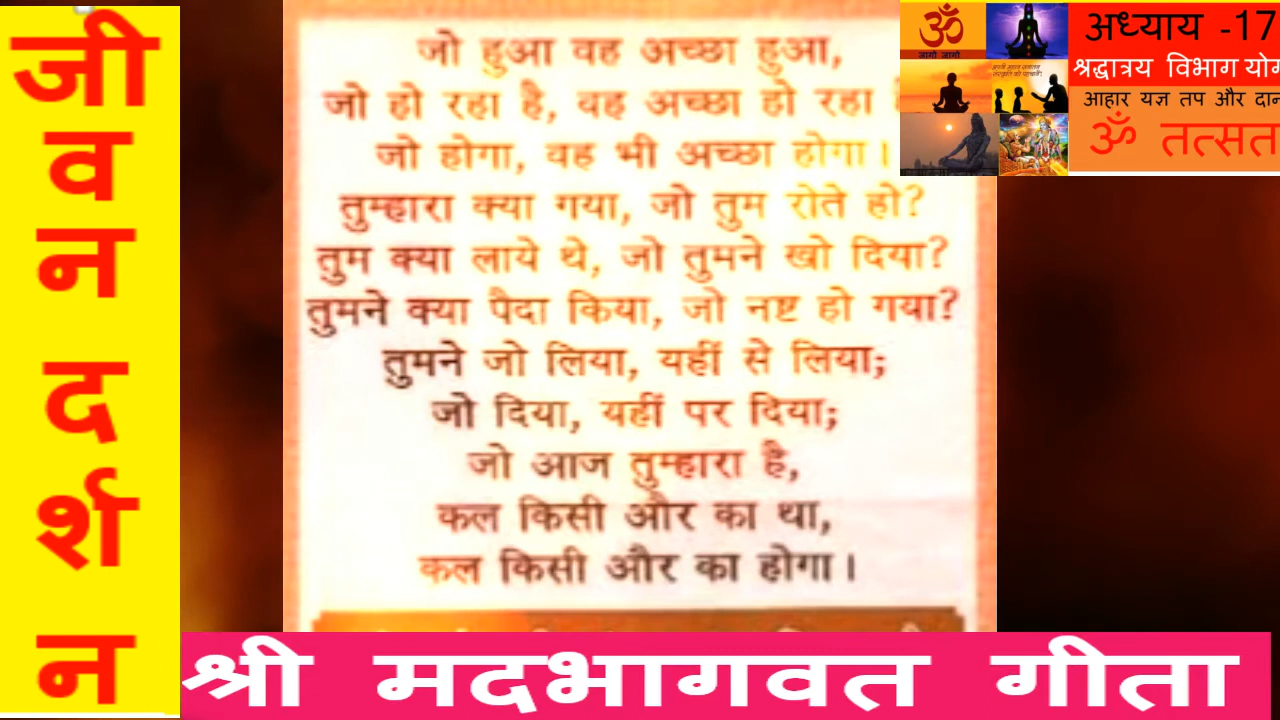 जीवन दर्शन
जो हुआ वह अच्छा हुआ,
जो हो रहा है, वह अच्छा हो रहा
जो होगा, वह भी अच्छा होगा।
तुम्हारा क्या गया, जो तुम रोते हो?
तुम क्या लाये थे, जो तुमने खो दिया?
तुमने क्या पैदा किया, जो नष्ट हो गया?
तुमने जो लिया, यहीं से लिया;
जो दिया, यहीं पर दिया;
जो आज तुम्हारा है,
कल किसी और का था,
कल किसी और का होगा।
ॐ
जागो जागो
अध्याय -17
श्रद्धात्रय विभाग योग
आहार यज्ञ तप और दान
ॐ तत्सत
श्री मदभागवत गीता